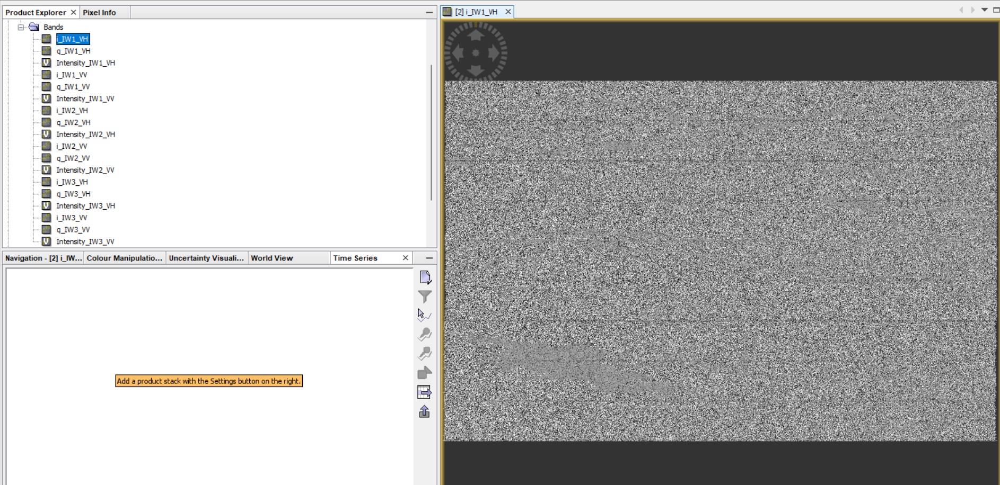 Product Explorer
Pixel Info
Bands
i_IW1_VH
q_IW1_VH
Intensity_IW1_VH
i_IW1_VV
q_IW1_VV
Intensity_IW1_VV
i_IW2_VH
q_IW2_VH
Intensity_IW2_VH
i_IW2_VV
q_IW2_VV
Intensity_IW2_VV
i_IW3_VH
q_IW3_VH
Intensity_IW3_VH
i_IW3_VV
q_IW3_VV
Intensity_IW3_VV
Navigation - [2] i_IW...
Colour Manipulatio...
Uncertainty Visuali...
World View
Time Series
Add a product stack with the Settings button on the right.
[2] i_IW1_VH